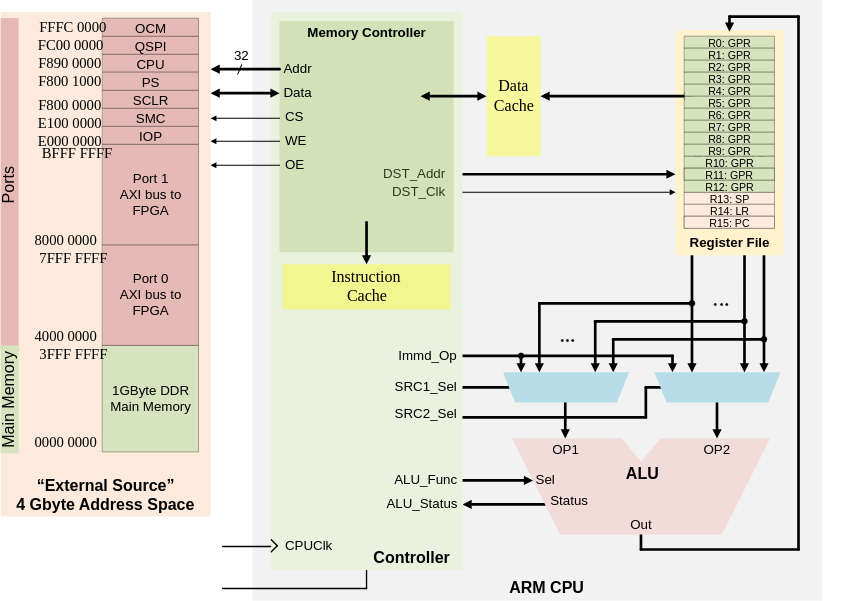 FFFC 0000
OCM
FC00 0000
QSPI
F890 0000
CPU
F800 1000
PS
F800 0000
SCLR
E100 0000
SMC
E000 0000
IOP
BFFF FFFF
Port 1
AXI bus to
FPGA
8000 0000
7FFF FFFF
Port 0
AXI bus to
FPGA
4000 0000
3FFF FFFF
1GByte DDR
Main Memory
0000 0000
Ports
Main Memory
“External Source”
4 Gbyte Address Space
32
Memory Controller
Addr
Data
CS
WE
OE
DST_Addr
DST_Clk
Instruction
Cache
Data
Cache
R0: GPR
R1: GPR
R2: GPR
R3: GPR
R4: GPR
R5: GPR
R6: GPR
R7: GPR
R8: GPR
R9: GPR
R10: GPR
R11: GPR
R12: GPR
R13: SP
R14: LR
R15: PC
Register File
...
...
Immd_Op
SRC1_Sel
SRC2_Sel
ALU_Func
ALU_Status
OP1
OP2
ALU
Sel
Status
Out
CPUClk
Controller
ARM CPU